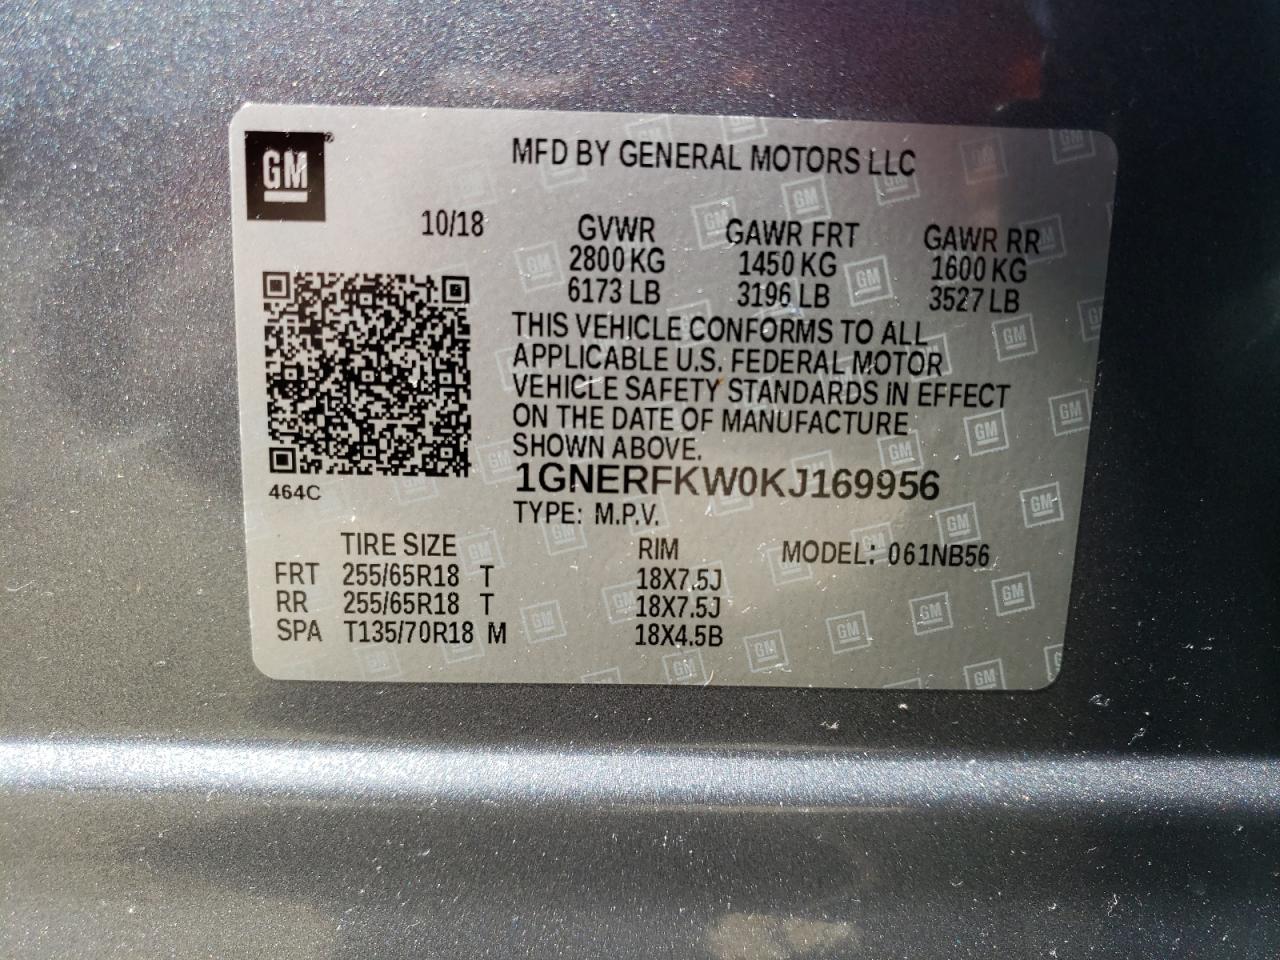 GM®
MFD BY GENERAL MOTORS LLC
10/18
GVWR GAWR FRT GAWR RR
2800 KG 1450 KG 1600 KG
6173 LB 3196 LB 3527 LB
THIS VEHICLE CONFORMS TO ALL
APPLICABLE U.S. FEDERAL MOTOR
VEHICLE SAFETY STANDARDS IN EFFECT
ON THE DATE OF MANUFACTURE
SHOWN ABOVE.
464C
1GNERFKW0KJ169956
TYPE: M.P.V.
TIRE SIZE RIM MODEL: 061NB56
FRT 255/65R18 T 18X7.5J
RR 255/65R18 T 18X7.5J
SPA T135/70R18 M 18X4.5B